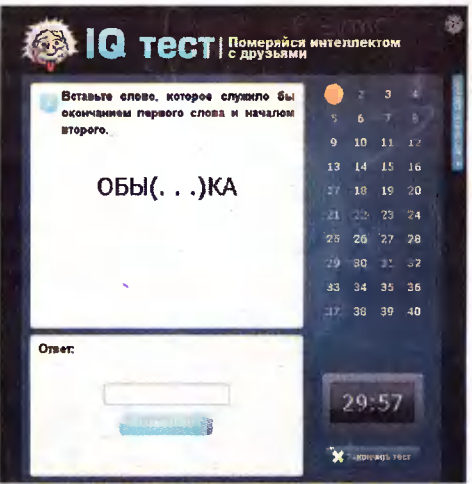 IQ тест
Померяйся интеллектом
с друзьями
Вставьте слово, которое служило бы
окончанием первого слова и началом
второго.
ОБЫ(. . .)КА
2 3 4
5 6 7 8
9 10 11 12
13 14 15 16
17 18 19 20
21 22 23 24
25 26 27 28
29 30 31 32
33 34 35 36
37 38 39 40
Ответ:
29:57
Закончить тест